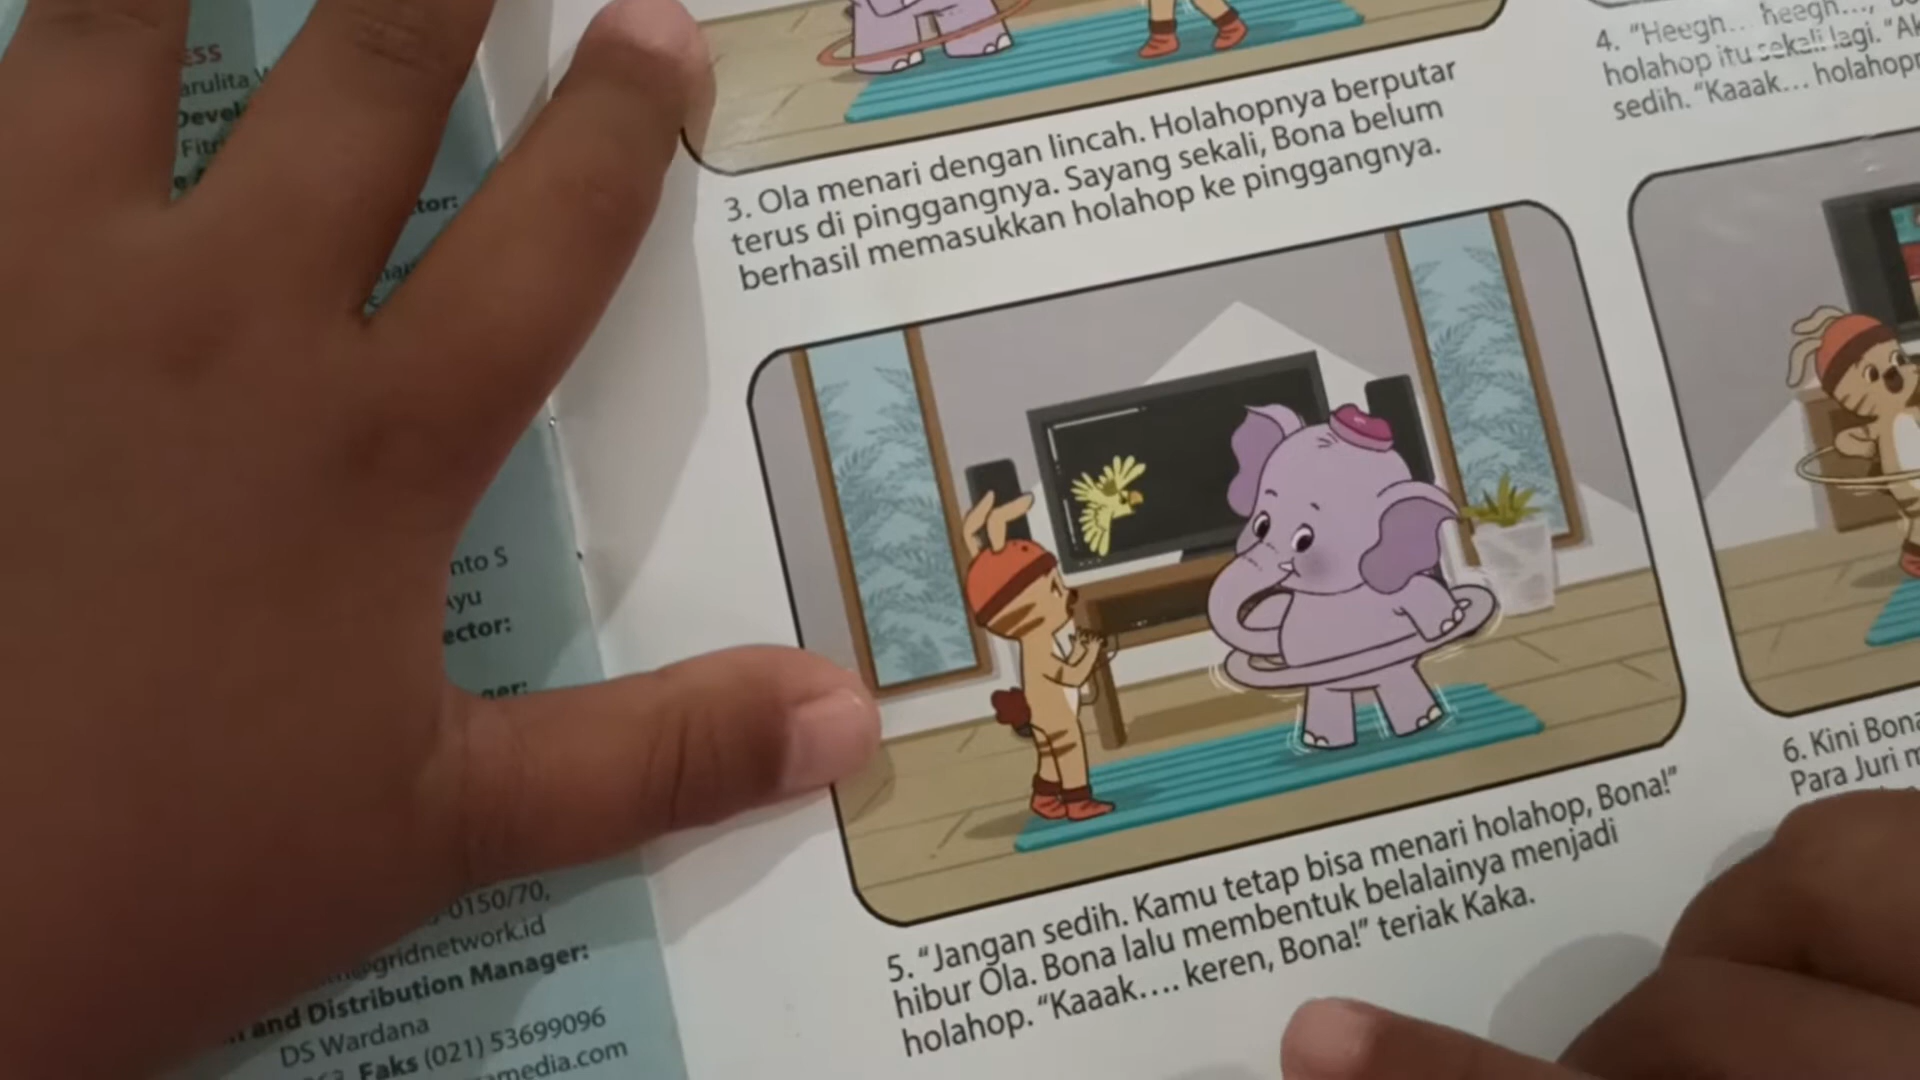 ESS
arulita
Devel
Fitr
tor:
nto S
Ayu
ector:
ger:
0150/70,
@gridnetwork.id
and Distribution Manager:
DS Wardana
Faks (021) 53699096
media.com
3. Ola menari dengan lincah. Holahopnya berputar
terus di pinggangnya. Sayang sekali, Bona belum
berhasil memasukkan holahop ke pinggangnya.
4. "Heegh... heegh...,
holahop itu sekali lagi.
sedih. "Kaaak... holahop
5. "Jangan sedih. Kamu tetap bisa menari holahop, Bona!"
hibur Ola. Bona lalu membentuk belalainya menjadi
holahop. "Kaaak.... keren, Bona!" teriak Kaka.
6. Kini Bona
Para Juri